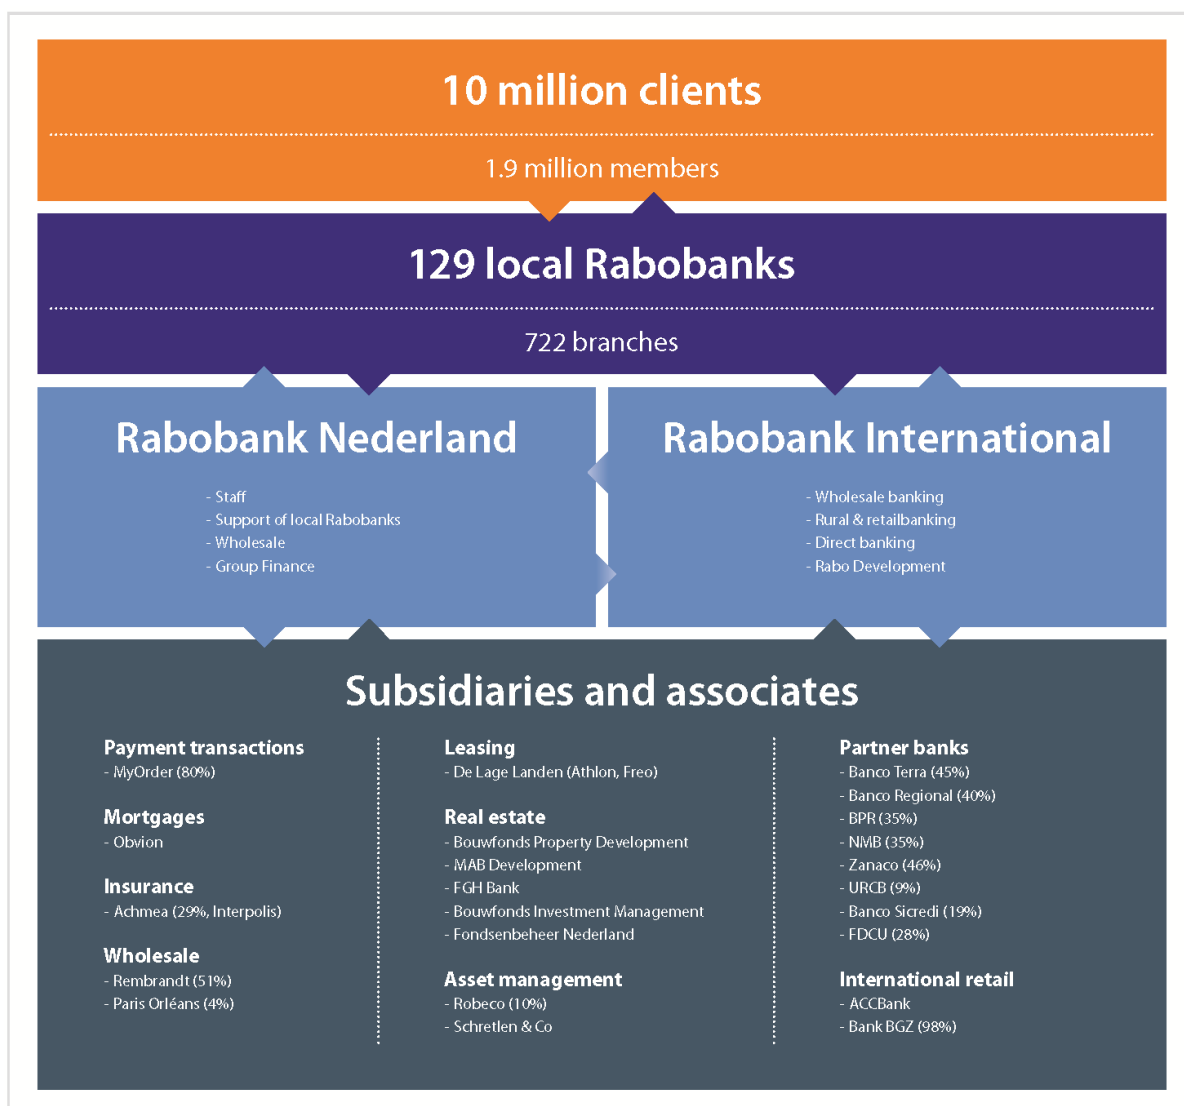 10 million clients
1.9 million members
129 local Rabobanks
722 branches
Rabobank Nederland
- Staff
- Support of local Rabobanks
- Wholesale
- Group Finance
Rabobank International
- Wholesale banking
- Rural & retailbanking
- Direct banking
- Rabo Development
Subsidiaries and associates
Payment transactions
- MyOrder (80%)
Mortgages
- Obvion
Insurance
- Achmea (29%, Interpolis)
Wholesale
- Rembrandt (51%)
- Paris Orléans (4%)
Leasing
- De Lage Landen (Athlon, Freo)
Real estate
- Bouwfonds Property Development
- MAB Development
- FGH Bank
- Bouwfonds Investment Management
- Fondsenbeheer Nederland
Asset management
- Robeco (10%)
- Schretlen & Co
Partner banks
- Banco Terra (45%)
- Banco Regional (40%)
- BPR (35%)
- NMB (35%)
- Zanaco (46%)
- URCB (9%)
- Banco Sicredi (19%)
- FDCU (28%)
International retail
- ACCBank
- Bank BGZ (98%)